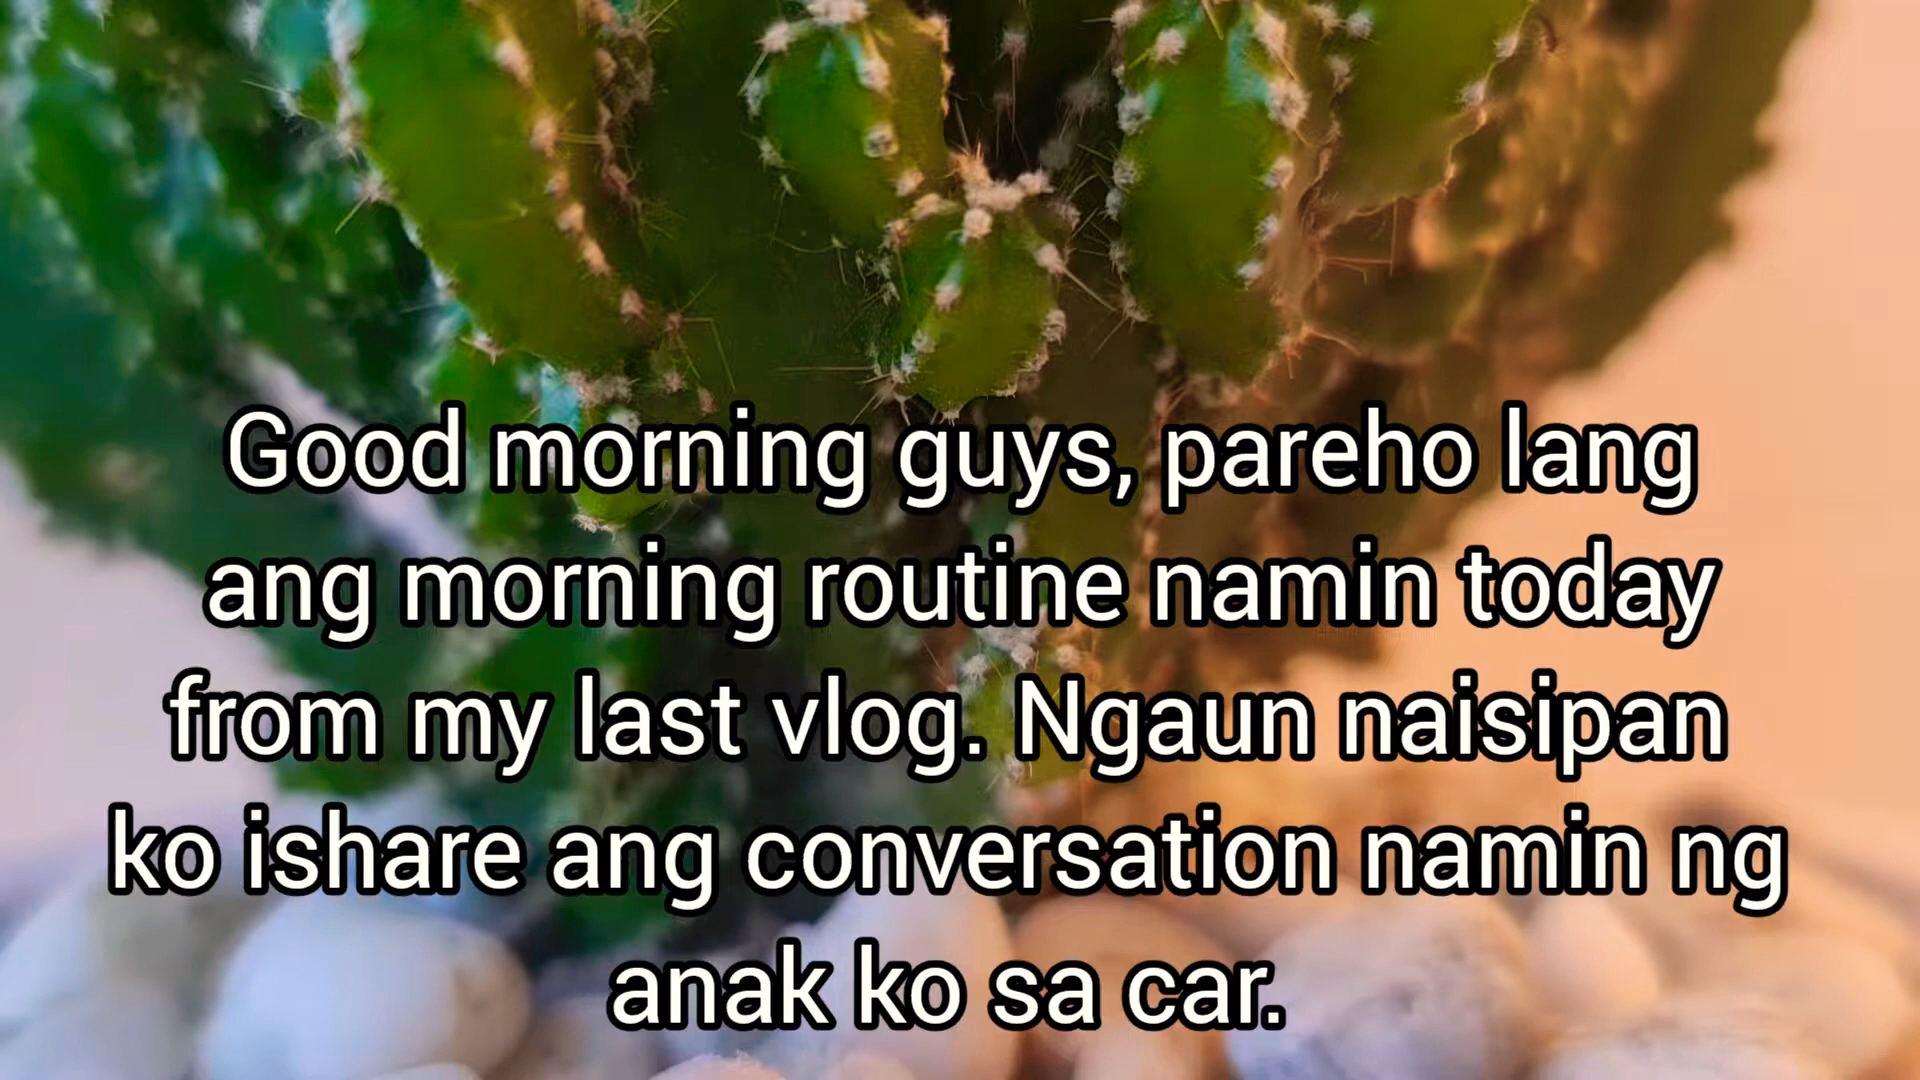 Good morning guys, pareho lang
ang morning routine namin today
from my last vlog. Ngaun naisipan
ko ishare ang conversation namin ng
anak ko sa car.